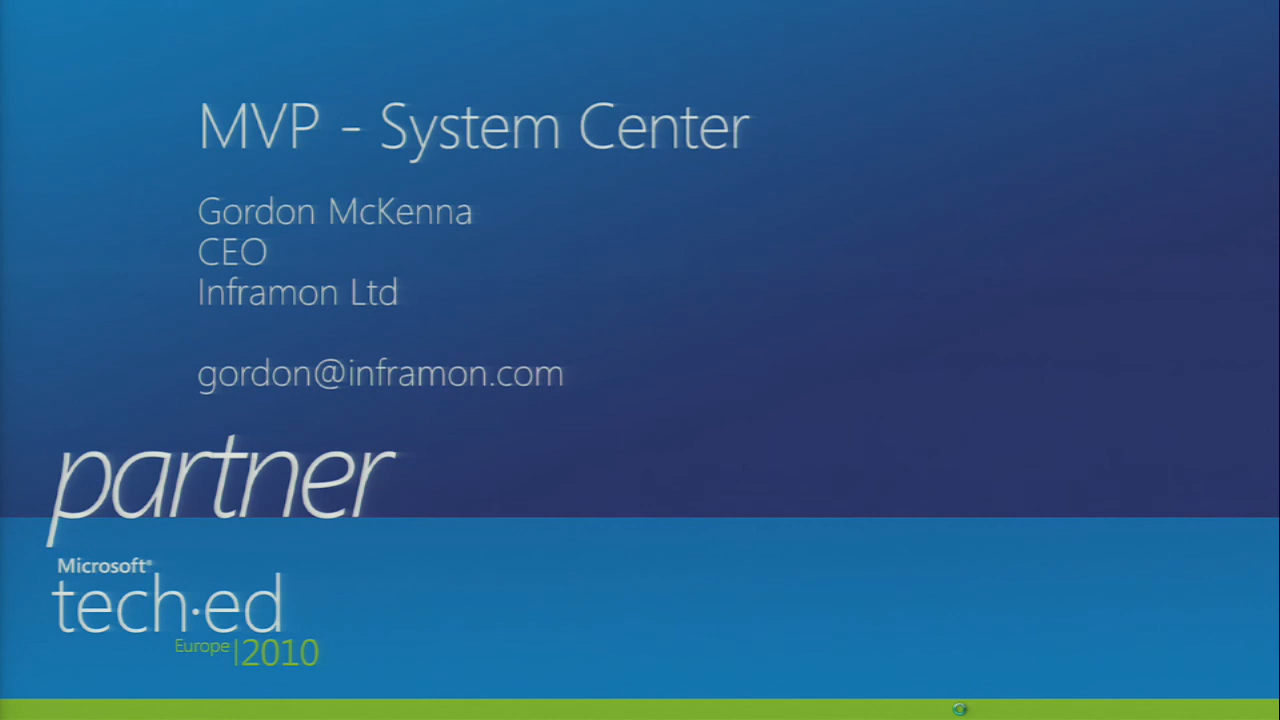 MVP - System Center
Gordon McKenna
CEO
Inframon Ltd
gordon@inframon.com
partner
Microsoft®
tech·ed
Europe | 2010